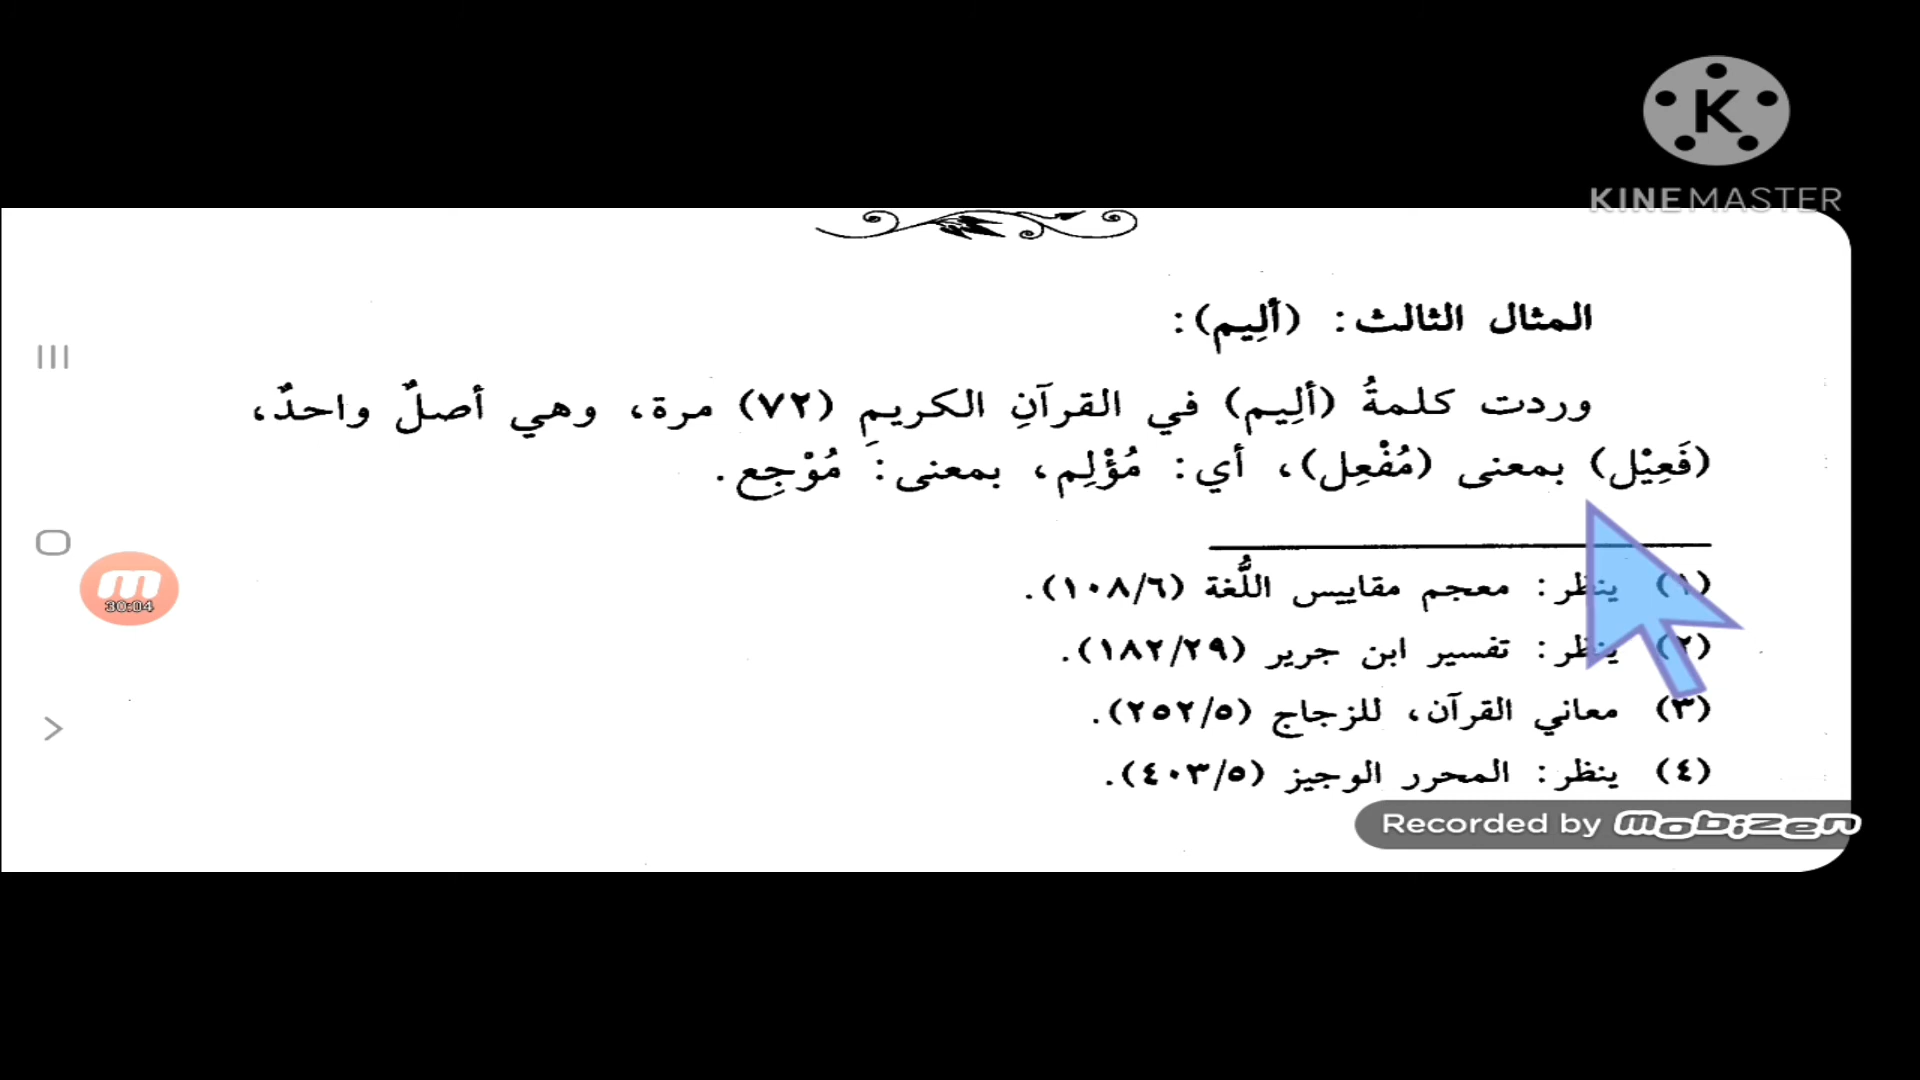 KINEMASTER
المثال الثالث: (أَلِيم):
وردت كلمةُ (أَلِيم) في القرآنِ الكريمِ (٧٢) مرة، وهي أصلٌ واحدٌ،
(فَعِيْل) بمعنى (مُفْعِل)، أي: مُؤْلِم، بمعنى: مُوْجِع.
(١) ينظر: معجم مقاييس اللُّغة (١٠٨/٦).
(٢) ينظر: تفسير ابن جرير (١٨٢/٢٩).
(٣) معاني القرآن، للزجاج (٢٥٢/٥).
(٤) ينظر: المحرر الوجيز (٤٠٣/٥).
30:04
Recorded by mobizen